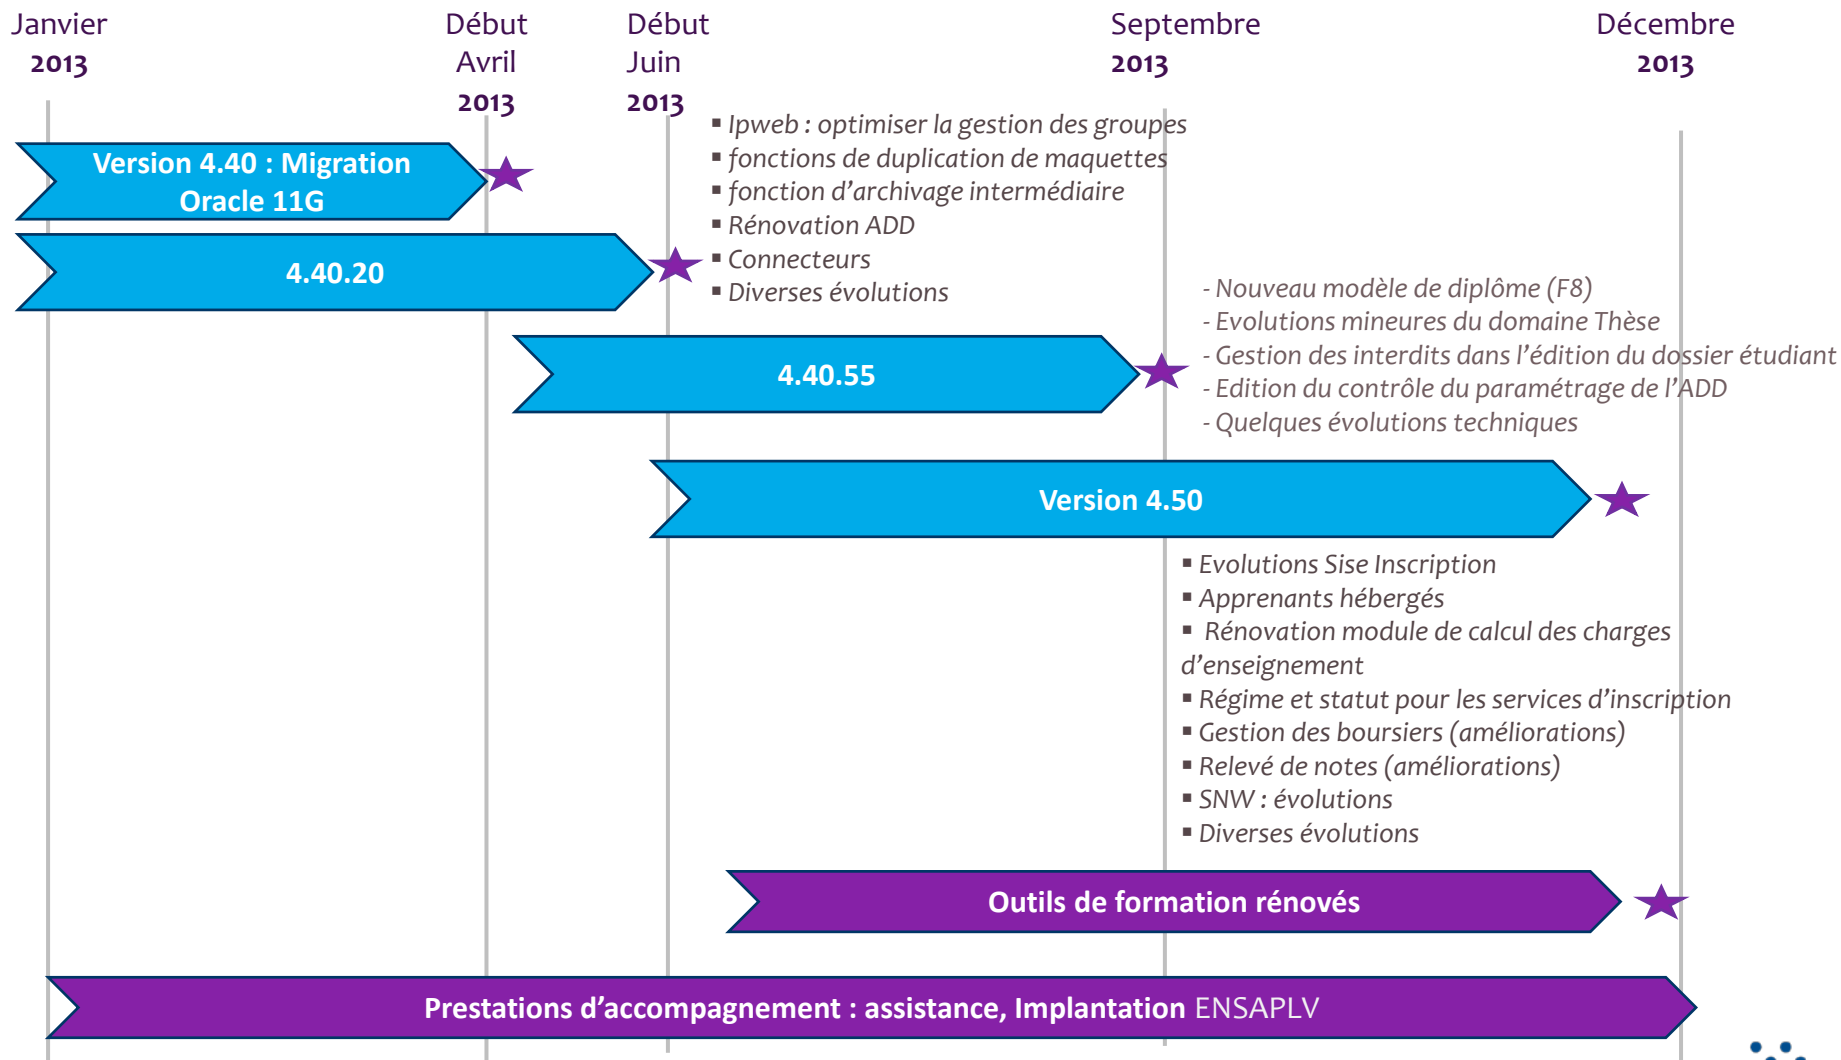 Janvier
2013
Début
Avril
2013
Début
Juin
2013
Septembre
2013
Décembre
2013
Version 4.40 : Migration
Oracle 11G
4.40.20
▪ Ipweb : optimiser la gestion des groupes
▪ fonctions de duplication de maquettes
▪ fonction d’archivage intermédiaire
▪ Rénovation ADD
▪ Connecteurs
▪ Diverses évolutions
4.40.55
- Nouveau modèle de diplôme (F8)
- Evolutions mineures du domaine Thèse
- Gestion des interdits dans l’édition du dossier étudiant
- Edition du contrôle du paramétrage de l’ADD
- Quelques évolutions techniques
Version 4.50
▪ Evolutions Sise Inscription
▪ Apprenants hébergés
▪ Rénovation module de calcul des charges
d’enseignement
▪ Régime et statut pour les services d’inscription
▪ Gestion des boursiers (améliorations)
▪ Relevé de notes (améliorations)
▪ SNW : évolutions
▪ Diverses évolutions
Outils de formation rénovés
Prestations d’accompagnement : assistance, Implantation ENSAPLV